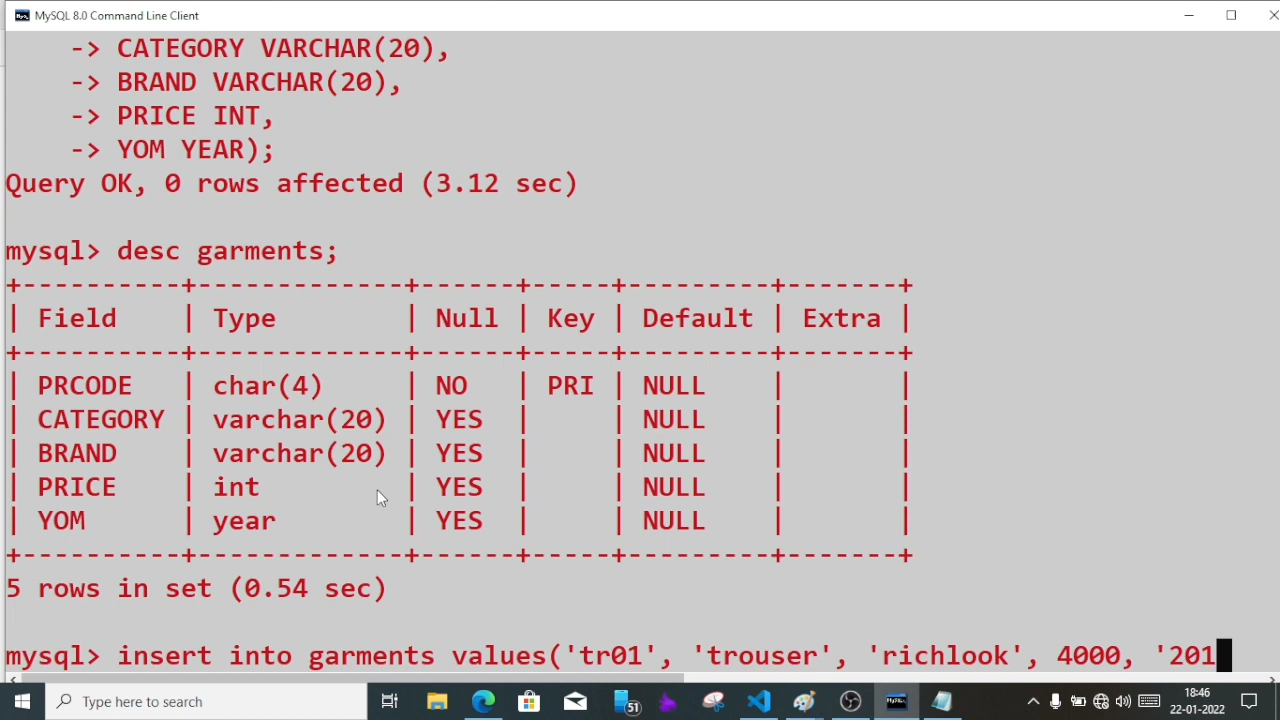 MySQL 8.0 Command Line Client
-> CATEGORY VARCHAR(20),
-> BRAND VARCHAR(20),
-> PRICE INT,
-> YOM YEAR);
Query OK, 0 rows affected (3.12 sec)
mysql> desc garments;
+----------+-------------+------+-----+---------+-------+
| Field | Type | Null | Key | Default | Extra |
+----------+-------------+------+-----+---------+-------+
| PRCODE | char(4) | NO | PRI | NULL | |
| CATEGORY | varchar(20) | YES | | NULL | |
| BRAND | varchar(20) | YES | | NULL | |
| PRICE | int | YES | | NULL | |
| YOM | year | YES | | NULL | |
+----------+-------------+------+-----+---------+-------+
5 rows in set (0.54 sec)
mysql> insert into garments values('tr01', 'trouser', 'richlook', 4000, '201
Type here to search
51
18:46
22-01-2022